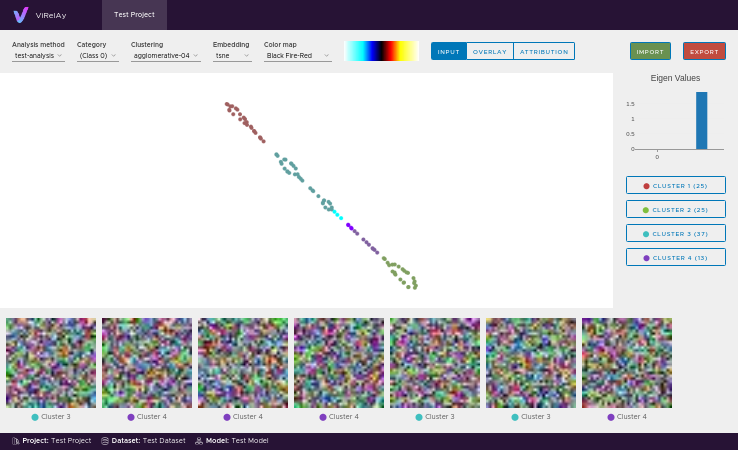 ViRelAy
Test Project
Analysis method
test-analysis
Category
(Class 0)
Clustering
agglomerative-04
Embedding
tsne
Color map
Black Fire-Red
INPUT
OVERLAY
ATTRIBUTION
IMPORT
EXPORT
Eigen Values
1.5
1
0.5
0
0
CLUSTER 1 (25)
CLUSTER 2 (25)
CLUSTER 3 (37)
CLUSTER 4 (13)
Cluster 3
Cluster 4
Cluster 4
Cluster 4
Cluster 3
Cluster 3
Cluster 4
Project: Test Project
Dataset: Test Dataset
Model: Test Model